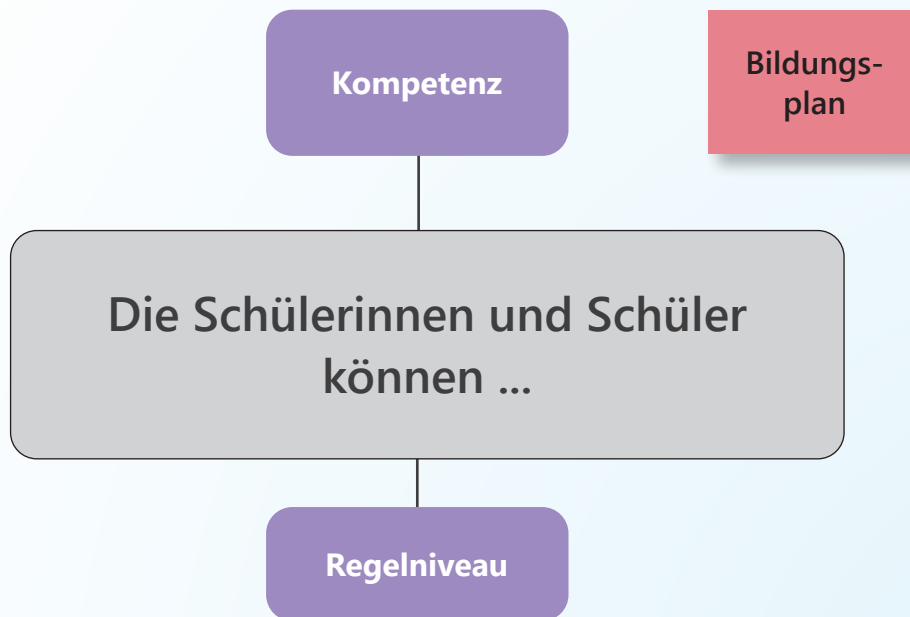 Kompetenz
Bildungs-
plan
Die Schülerinnen und Schüler
können ...
Regelniveau